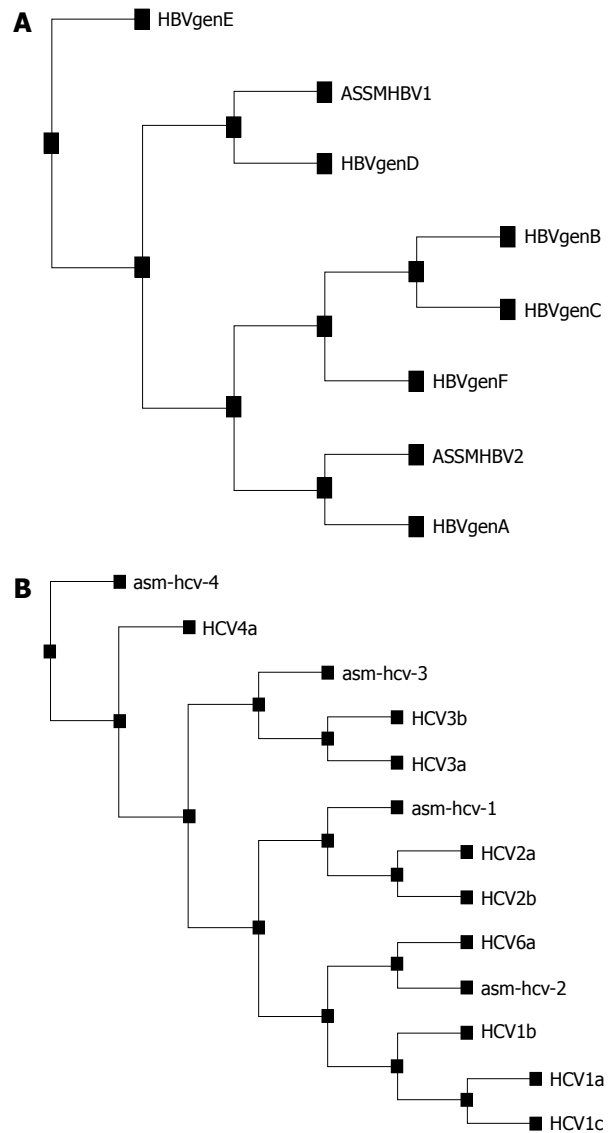 A
HBVgenE
ASSMHBV1
HBVgenD
HBVgenB
HBVgenC
HBVgenF
ASSMHBV2
HBVgenA
B
asm-hcv-4
HCV4a
asm-hcv-3
HCV3b
HCV3a
asm-hcv-1
HCV2a
HCV2b
HCV6a
asm-hcv-2
HCV1b
HCV1a
HCV1c